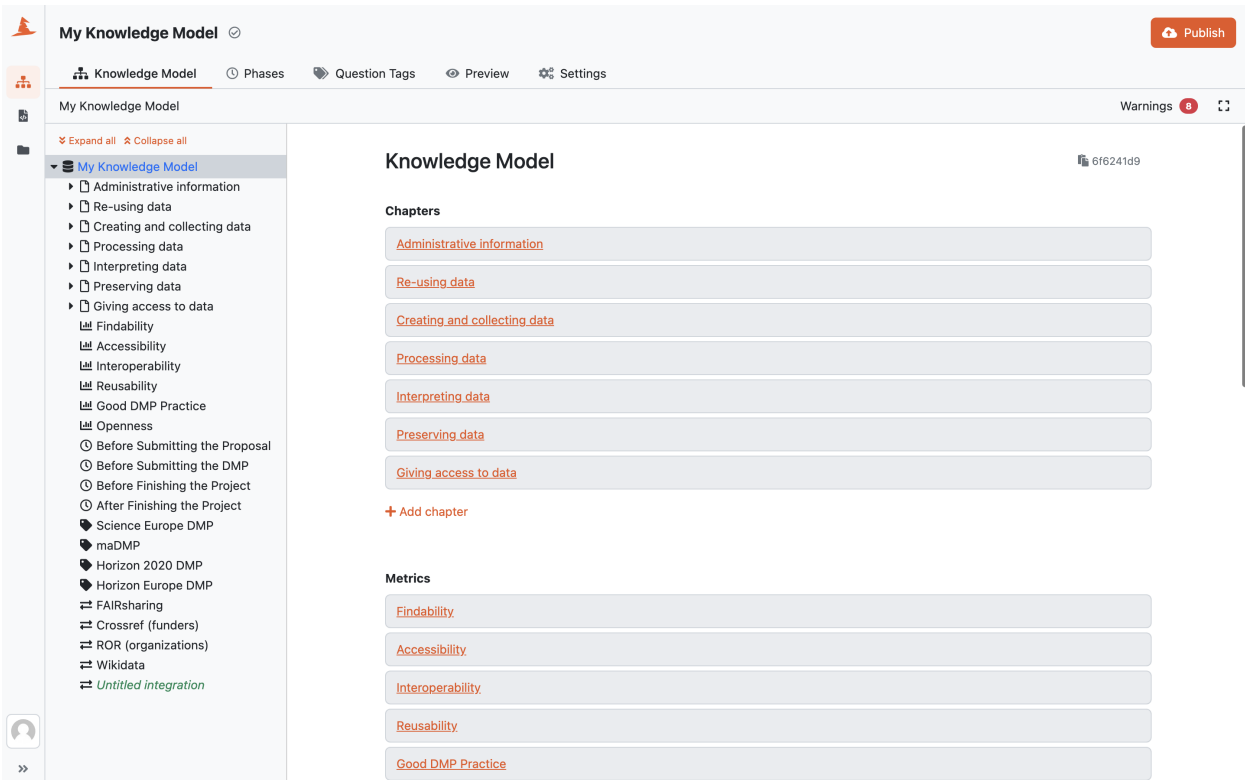 My Knowledge Model
Publish
Knowledge Model
Phases
Question Tags
Preview
Settings
My Knowledge Model
Warnings 8
Expand all Collapse all
My Knowledge Model
Administrative information
Re-using data
Creating and collecting data
Processing data
Interpreting data
Preserving data
Giving access to data
Findability
Accessibility
Interoperability
Reusability
Good DMP Practice
Openness
Before Submitting the Proposal
Before Submitting the DMP
Before Finishing the Project
After Finishing the Project
Science Europe DMP
maDMP
Horizon 2020 DMP
Horizon Europe DMP
FAIRsharing
Crossref (funders)
ROR (organizations)
Wikidata
Untitled integration
Knowledge Model
6f6241d9
Chapters
Administrative information
Re-using data
Creating and collecting data
Processing data
Interpreting data
Preserving data
Giving access to data
Add chapter
Metrics
Findability
Accessibility
Interoperability
Reusability
Good DMP Practice